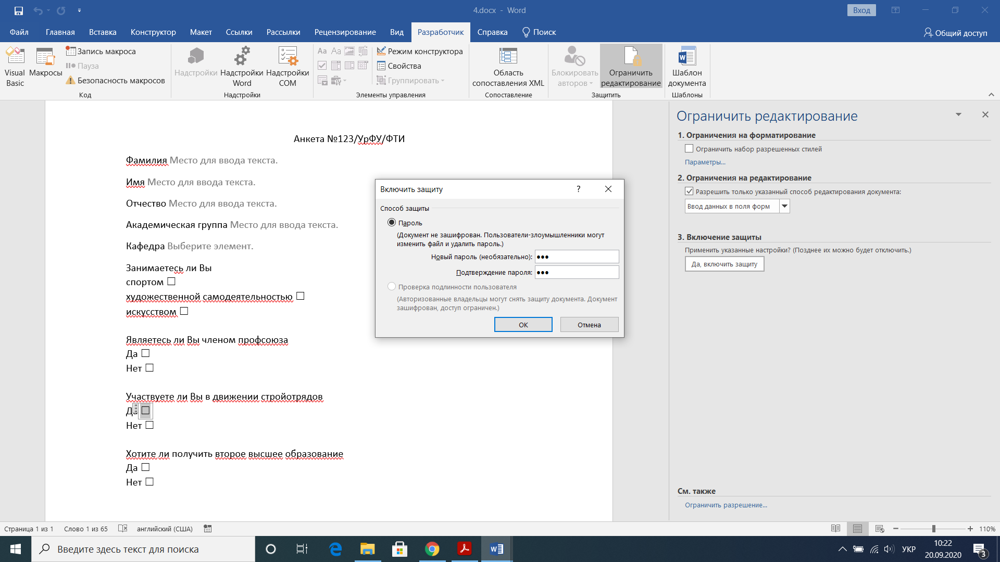 4.docx - Word
Вход
Файл Главная Вставка Конструктор Макет Ссылки Рассылки Рецензирование Вид Разработчик Справка Поиск Общий доступ
Visual Basic
Макросы
Запись макроса
Пауза
Безопасность макросов
Код
Надстройки
Надстройки Word
Надстройки COM
Надстройки
Aa Aa
Режим конструктора
Свойства
Группировать
Элементы управления
Область сопоставления XML
Сопоставление
Блокировать авторов
Ограничить редактирование
Защитить
Шаблон документа
Шаблоны
Анкета №123/УрФУ/ФТИ
Фамилия Место для ввода текста.
Имя Место для ввода текста.
Отчество Место для ввода текста.
Академическая группа Место для ввода текста.
Кафедра Выберите элемент.
Занимаетесь ли Вы
спортом ☐
художественной самодеятельностью ☐
искусством ☐
Являетесь ли Вы членом профсоюза
Да ☐
Нет ☐
Участвуете ли Вы в движении стройотрядов
Да ☐
Нет ☐
Хотите ли получить второе высшее образование
Да ☐
Нет ☐
Включить защиту
?
Способ защиты
Пароль
(Документ не зашифрован. Пользователи-злоумышленники могут
изменить файл и удалить пароль.)
Новый пароль (необязательно): •••
Подтверждение пароля: •••
Проверка подлинности пользователя
(Авторизованные владельцы могут снять защиту документа. Документ
зашифрован, доступ ограничен.)
ОК
Отмена
Ограничить редактирование
1. Ограничения на форматирование
Ограничить набор разрешенных стилей
Параметры...
2. Ограничения на редактирование
Разрешить только указанный способ редактирования документа:
Ввод данных в поля форм
3. Включение защиты
Применить указанные настройки? (Позднее их можно будет отключить.)
Да, включить защиту
См. также
Ограничить разрешение...
Страница 1 из 1 Слово 1 из 65 английский (США) 110%
Введите здесь текст для поиска
УКР
10:22
20.09.2020
3